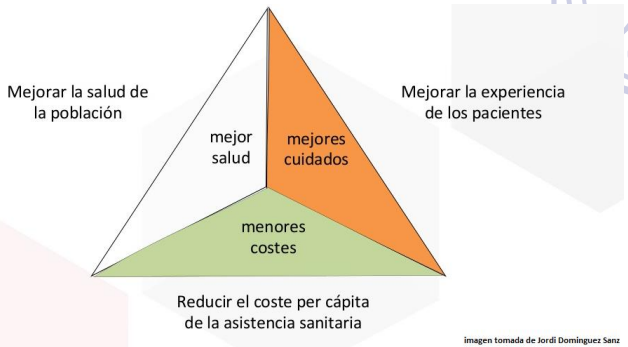 Mejorar la salud de
la población
Mejorar la experiencia
de los pacientes
mejor
salud
mejores
cuidados
menores
costes
Reducir el coste per cápita
de la asistencia sanitaria
imagen tomada de Jordi Dominguez Sanz